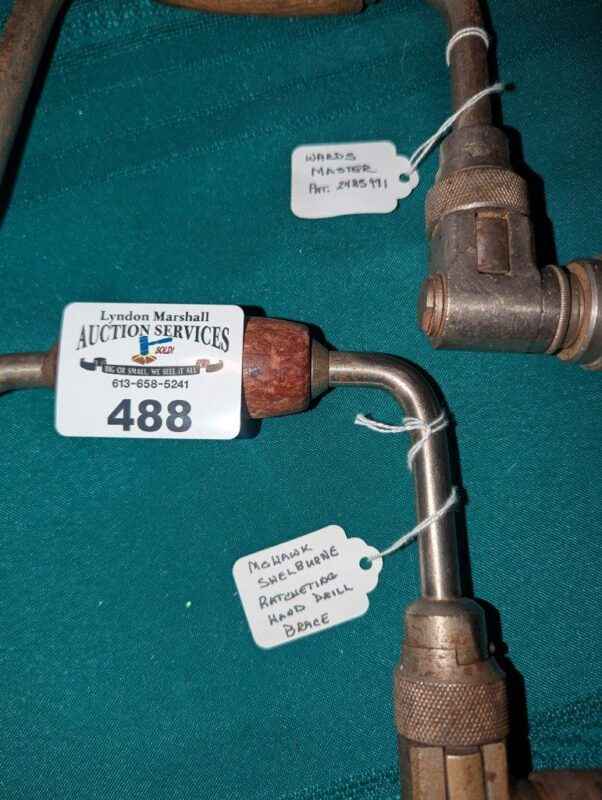 WARDS
MASTER
PAT: 2485991
Lyndon Marshall
AUCTION SERVICES
SOLD!
BIG OR SMALL, WE SELL IT ALL
613-658-5241
488
MOHAWK
SHELBURNE
RATCHETING
HAND DRILL
BRACE